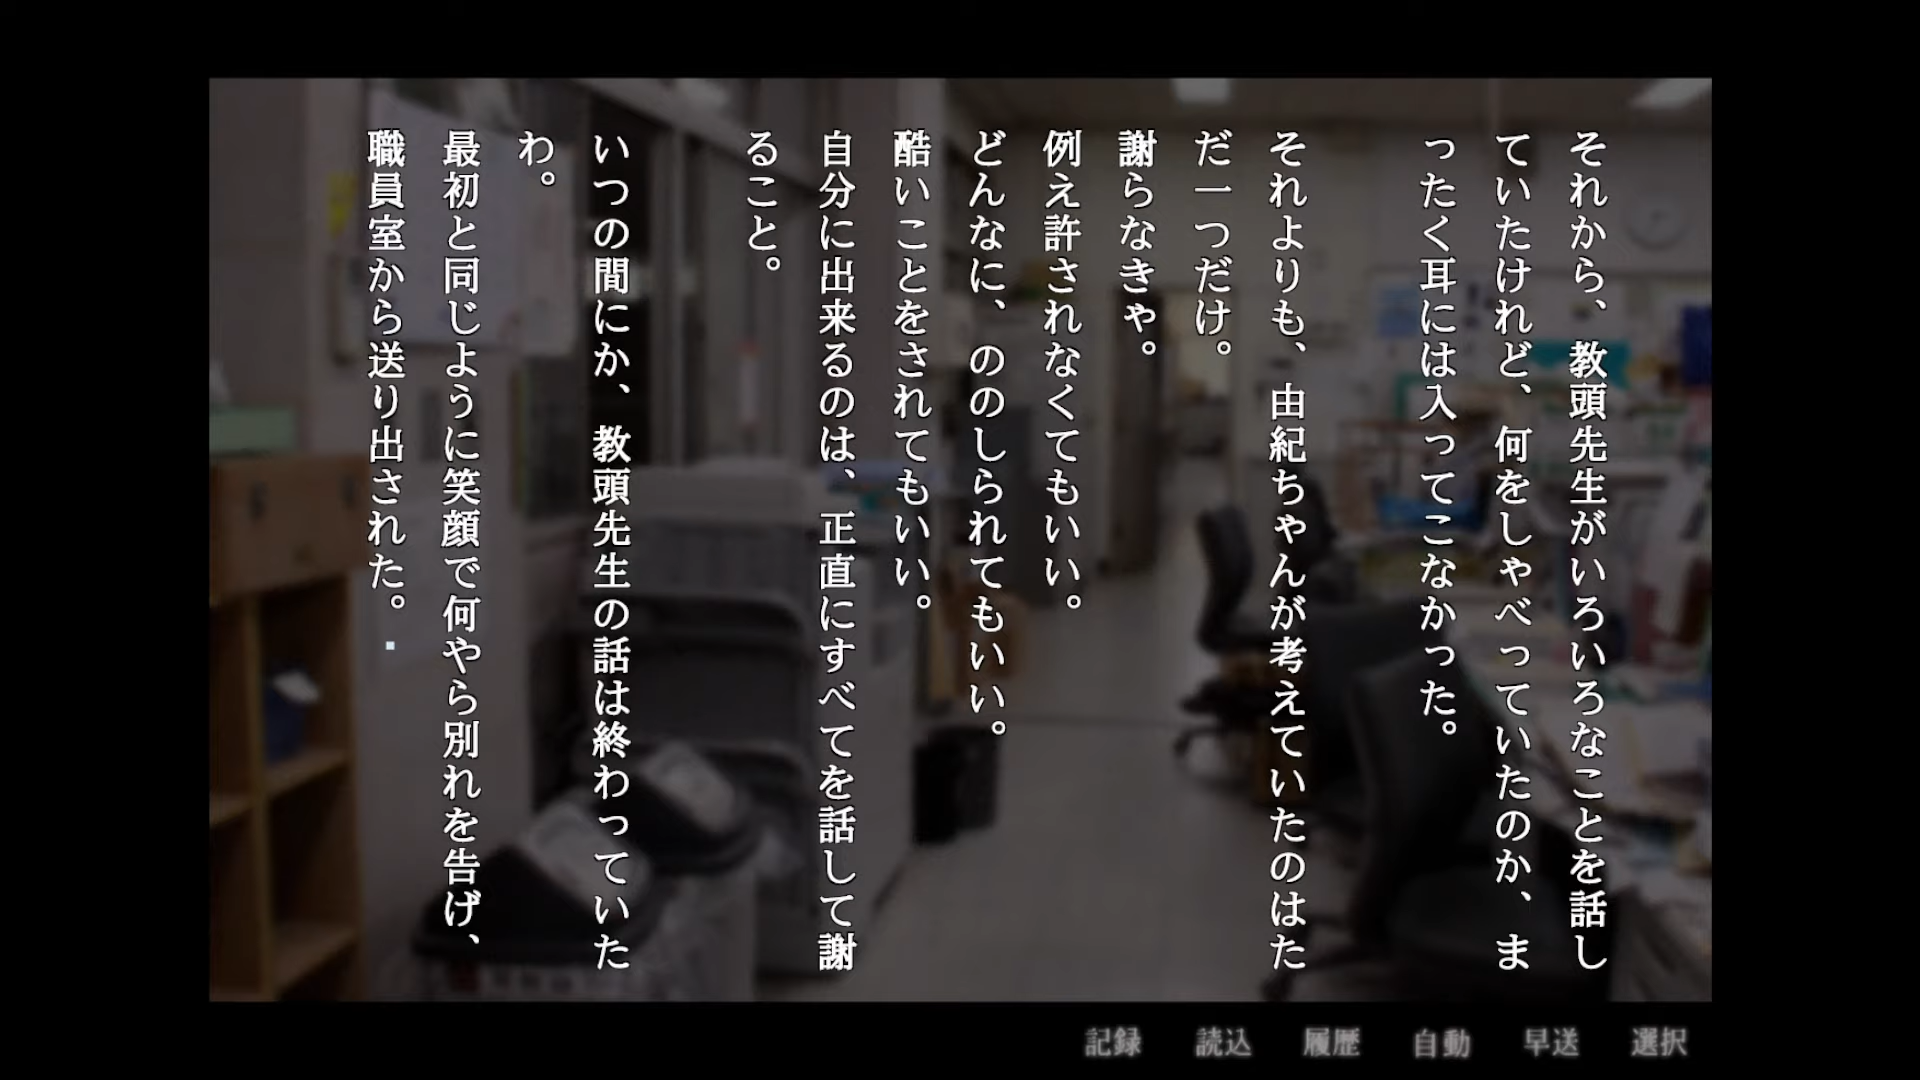 それから、教頭先生がいろいろなことを話し
ていたけれど、何をしゃべっていたのか、ま
ったく耳には入ってこなかった。
それよりも、由紀ちゃんが考えていたのはた
だ一つだけ。
謝らなきゃ。
例え許されなくてもいい。
どんなに、ののしられてもいい。
酷いことをされてもいい。
自分に出来るのは、正直にすべてを話して謝
ること。
いつの間にか、教頭先生の話は終わっていた
わ。
最初と同じように笑顔で何やら別れを告げ、
職員室から送り出された。
記録 読込 履歴 自動 早送 選択